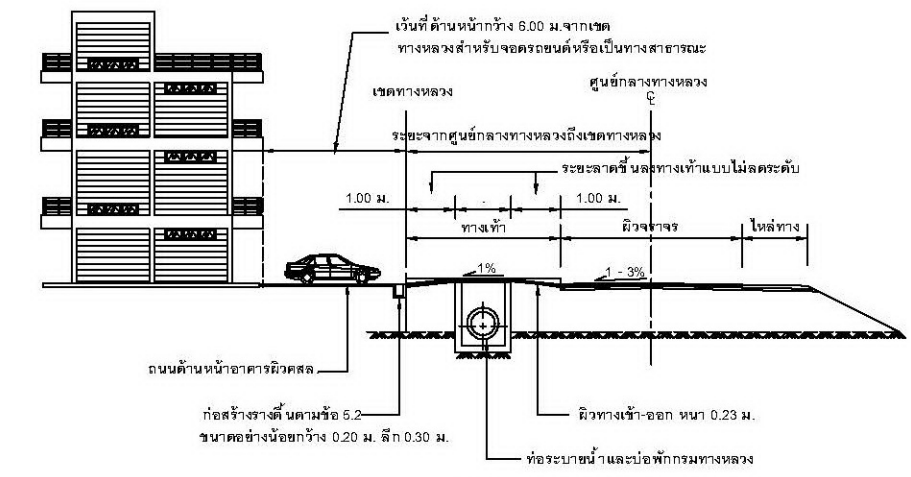 เว้นที่ด้านหน้ากว้าง 6.00 ม.จากเขต
ทางหลวงสำหรับจอดรถยนต์หรือเป็นทางสาธารณะ
ศูนย์กลางทางหลวง
เขตทางหลวง
ระยะจากศูนย์กลางทางหลวงถึงเขตทางหลวง
ระยะลาดขึ้นลงทางเท้าแบบไม่ลดระดับ
1.00 ม.
1.00 ม.
ทางเท้า
ผิวจราจร
ไหล่ทาง
1%
1 - 3%
ถนนด้านหน้าอาคารผิวคสล.
ก่อสร้างรางตื้นตามข้อ 5.2
ขนาดอย่างน้อยกว้าง 0.20 ม. ลึก 0.30 ม.
ผิวทางเข้า-ออก หนา 0.23 ม.
ท่อระบายน้ำและบ่อพักกรมทางหลวง